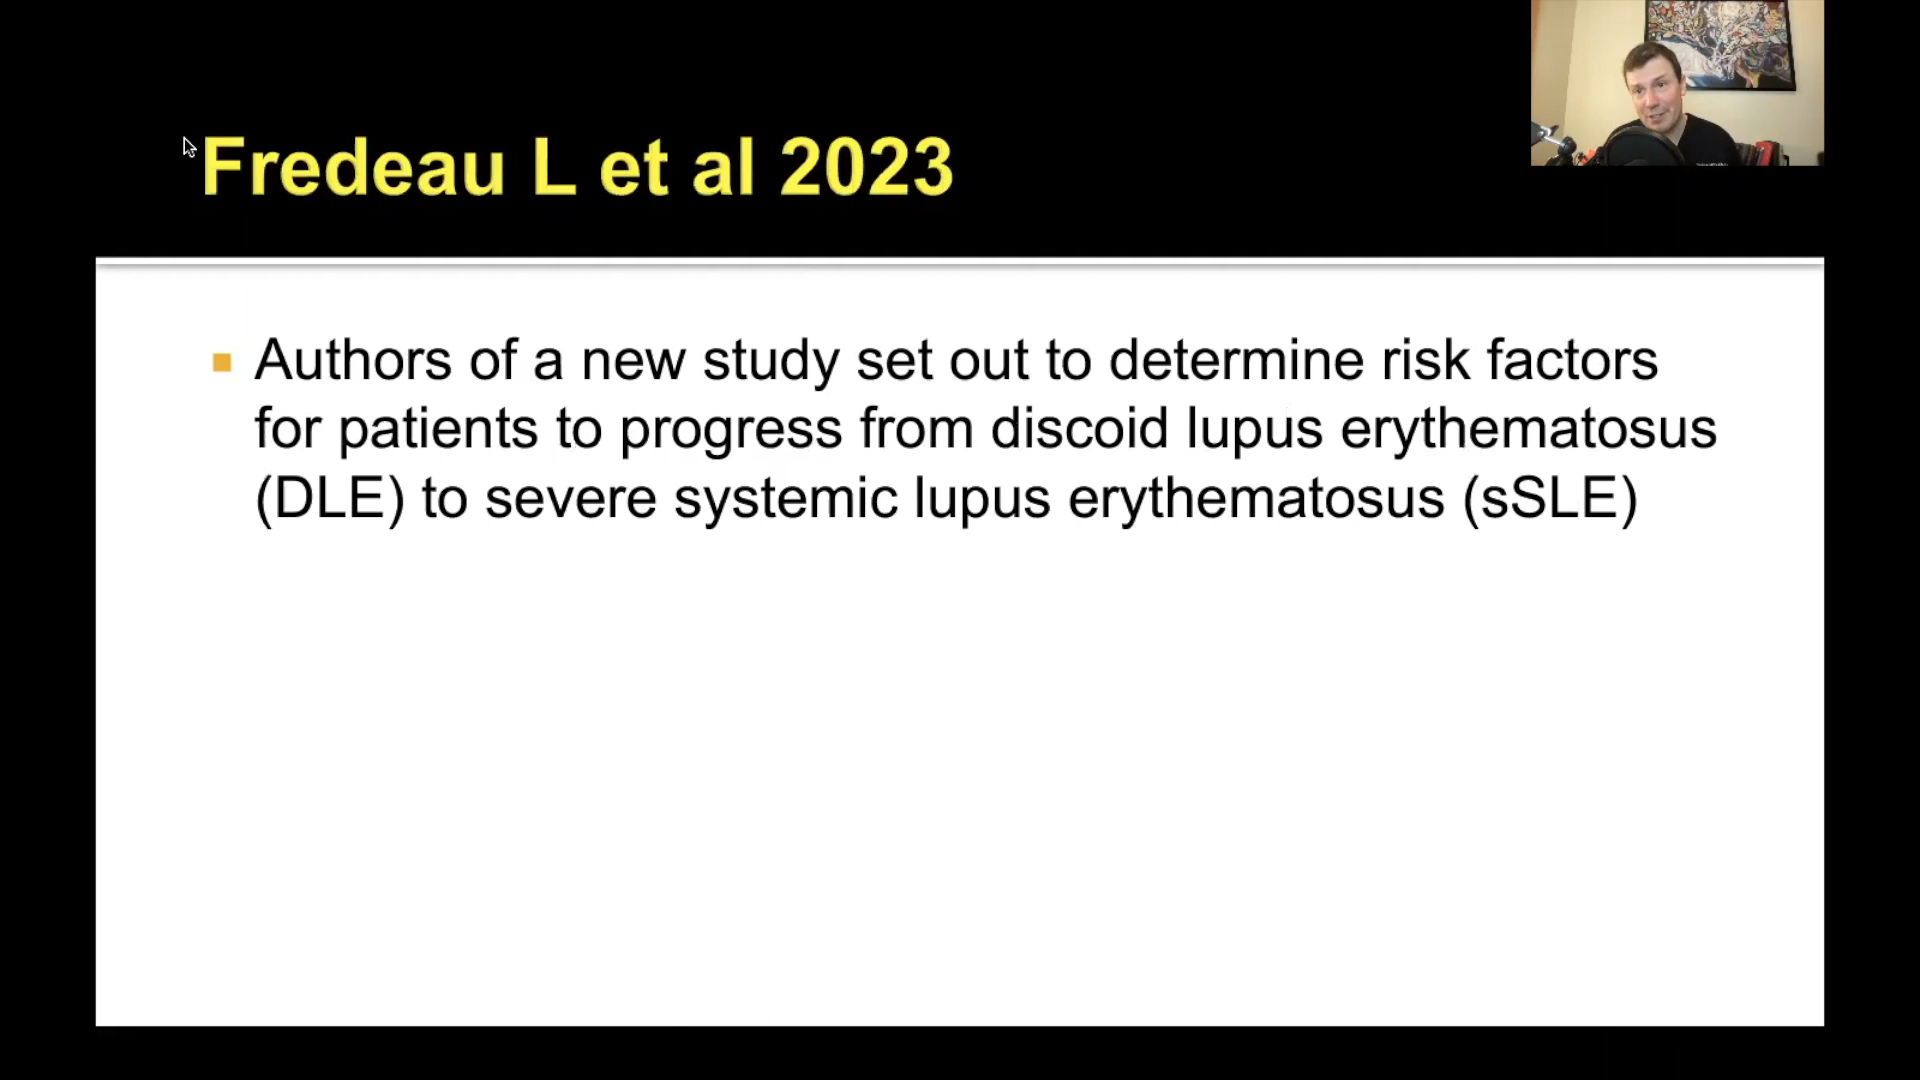 Fredeau L et al 2023
Authors of a new study set out to determine risk factors
for patients to progress from discoid lupus erythematosus
(DLE) to severe systemic lupus erythematosus (sSLE)